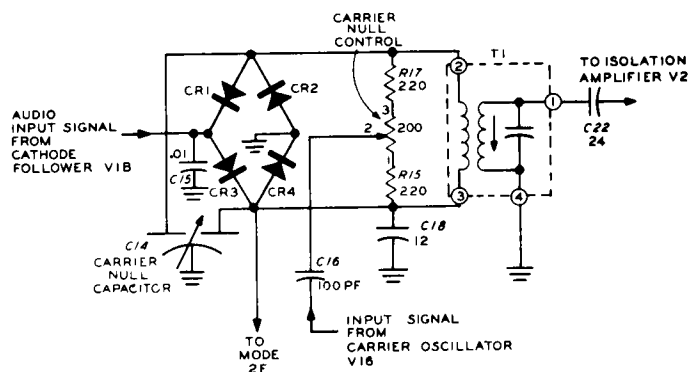 CARRIER
NULL
CONTROL
T1
2
R17
220
TO ISOLATION
AMPLIFIER V2
CR1
CR2
1
3
AUDIO
INPUT SIGNAL
FROM
CATHODE
FOLLOWER V1B
2
200
C22
24
.01
C15
CR3
CR4
1
R15
220
3
4
C14
CARRIER
NULL
CAPACITOR
C18
12
C16
100 PF
INPUT SIGNAL
FROM
CARRIER OSCILLATOR
V16
TO
MODE
2F